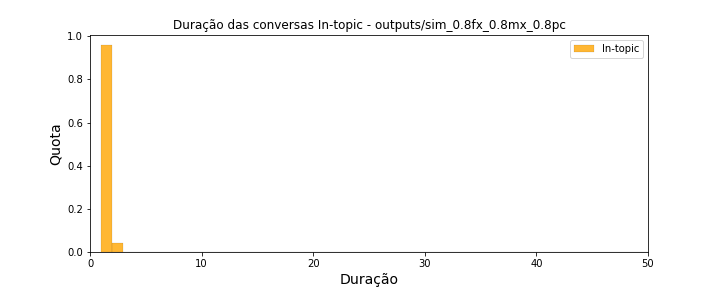 Duração das conversas In-topic - outputs/sim_0.8fx_0.8mx_0.8pc
In-topic
1.0
0.8
0.6
0.4
0.2
0.0
Quota
0 10 20 30 40 50
Duração